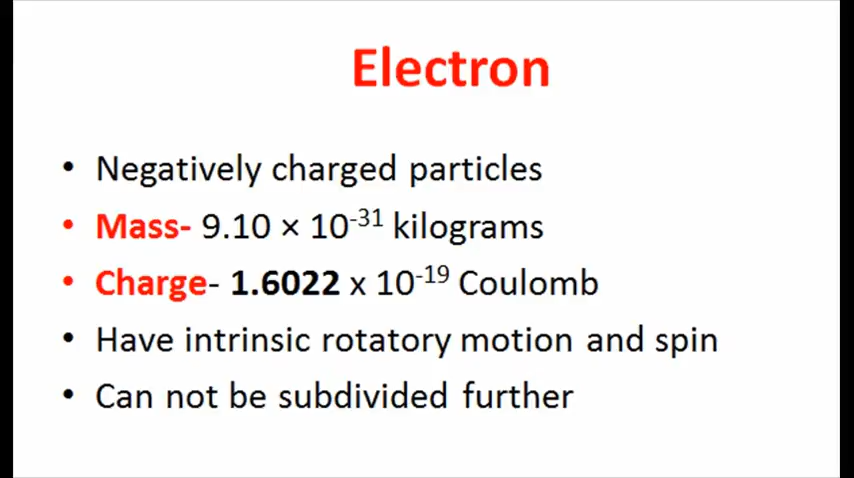 Electron
• Negatively charged particles
• Mass- 9.10 × 10⁻³¹ kilograms
• Charge- 1.6022 x 10⁻¹⁹ Coulomb
• Have intrinsic rotatory motion and spin
• Can not be subdivided further